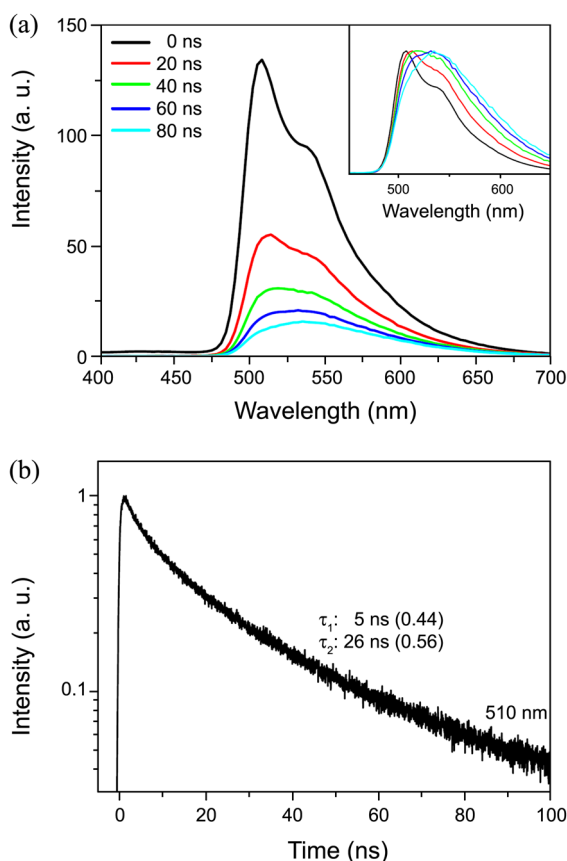 (a)
150
100
50
0
Intensity (a. u.)
0 ns
20 ns
40 ns
60 ns
80 ns
500 600
Wavelength (nm)
400 450 500 550 600 650 700
Wavelength (nm)
(b)
1
0.1
Intensity (a. u.)
τ1: 5 ns (0.44)
τ2: 26 ns (0.56)
510 nm
0 20 40 60 80 100
Time (ns)